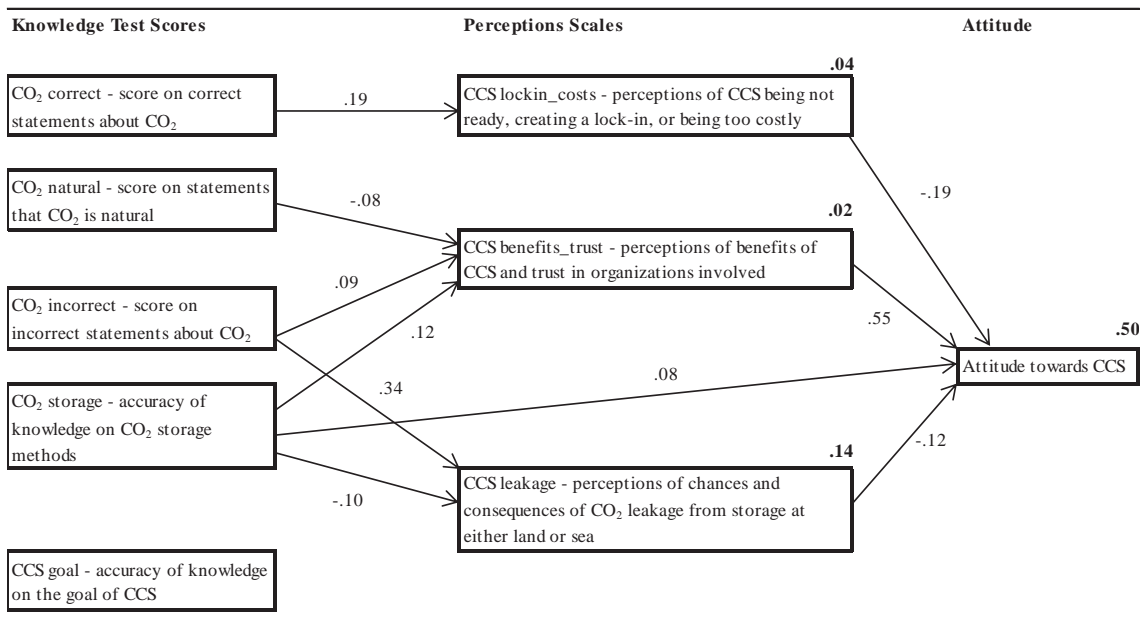 Knowledge Test Scores
Perceptions Scales
Attitude
CO₂ correct - score on correct
statements about CO₂
.19
.04
CCS lockin_costs - perceptions of CCS being not
ready, creating a lock-in, or being too costly
-.19
CO₂ natural - score on statements
that CO₂ is natural
-.08
.02
CCS benefits_trust - perceptions of benefits of
CCS and trust in organizations involved
.55
CO₂ incorrect - score on
incorrect statements about CO₂
.09
.12
.34
.50
Attitude towards CCS
CO₂ storage - accuracy of
knowledge on CO₂ storage
methods
.08
-.10
.14
CCS leakage - perceptions of chances and
consequences of CO₂ leakage from storage at
either land or sea
-.12
CCS goal - accuracy of knowledge
on the goal of CCS